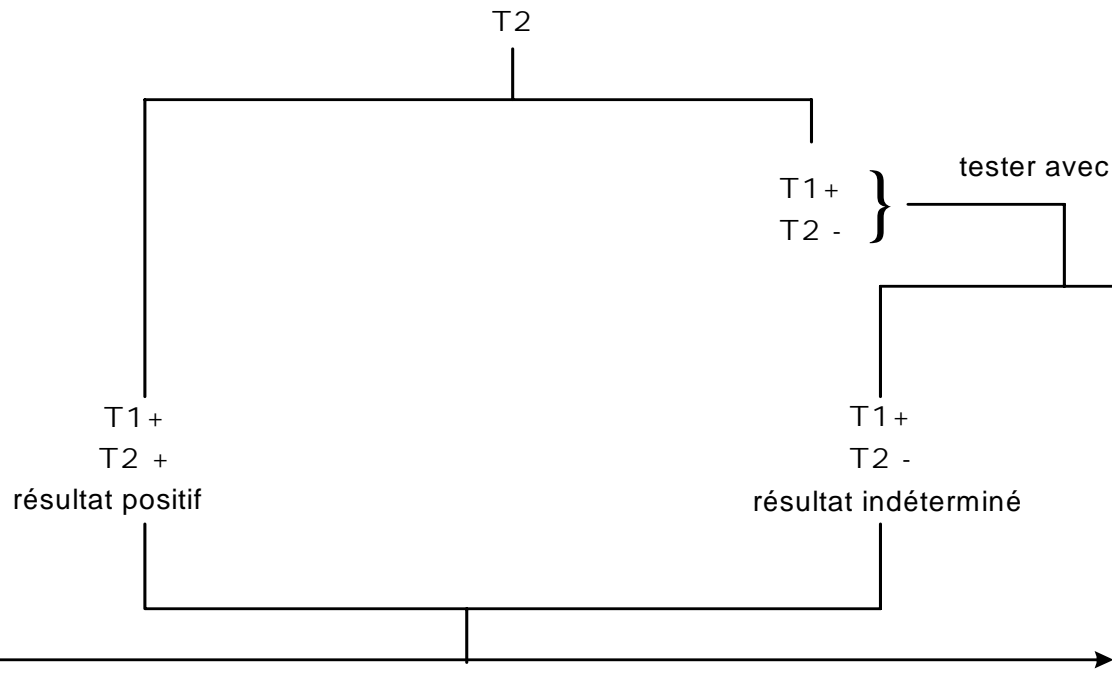 T2
tester avec
T1+
T2 -
T1+
T2 +
résultat positif
T1+
T2 -
résultat indéterminé